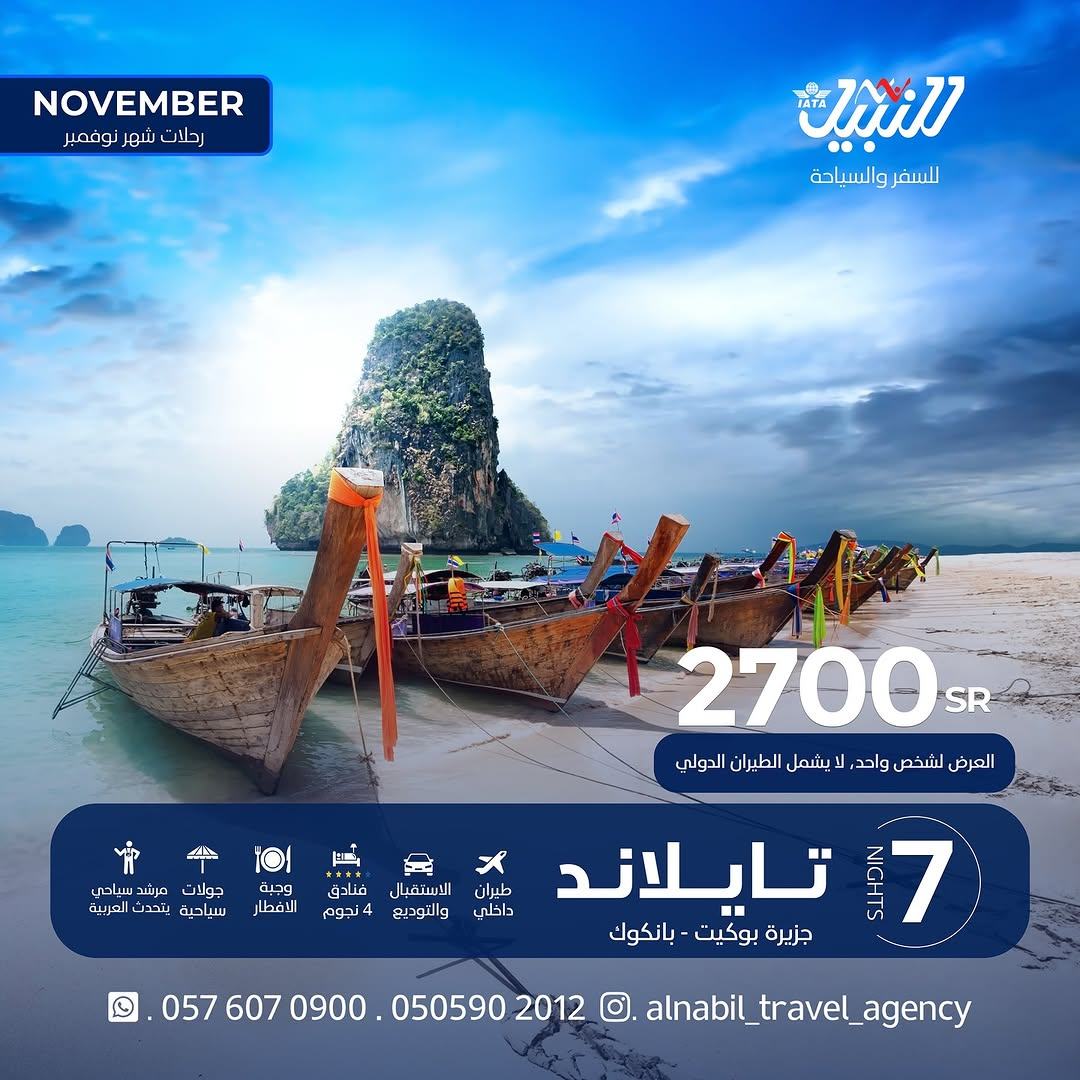 NOVEMBER
رحلات شهر نوفمبر
IATA
النبيل
للسفر والسياحة
2700 SR
العرض لشخص واحد، لا يشمل الطيران الدولي
7 NIGHTS
تايلاند
جزيرة بوكيت - بانكوك
طيران
داخلي
الاستقبال
والتوديع
فنادق
4 نجوم
وجبة
الافطار
جولات
سياحية
مرشد سياحي
يتحدث العربية
. 057 607 0900 . 050590 2012 . alnabil_travel_agency